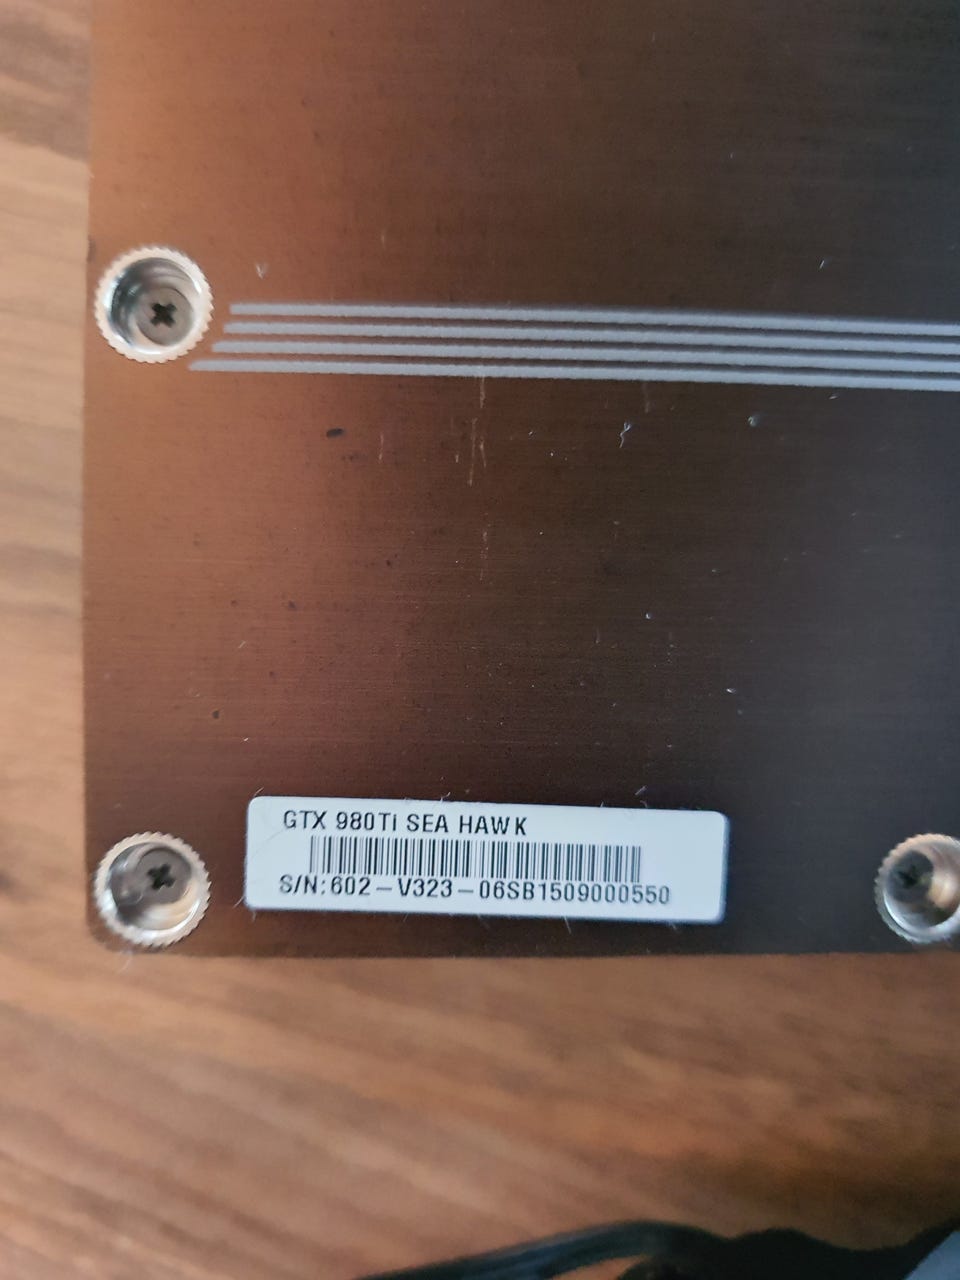 GTX 980Ti SEA HAWK
S/N:602-V323-06SB1509000550